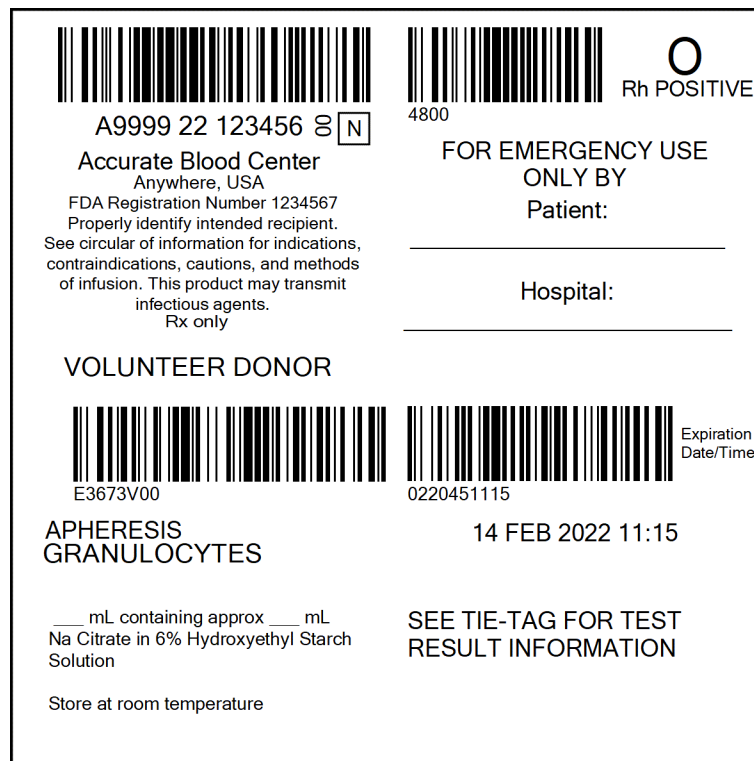 A9999 22 123456 00 N
Accurate Blood Center
Anywhere, USA
FDA Registration Number 1234567
Properly identify intended recipient.
See circular of information for indications,
contraindications, cautions, and methods
of infusion. This product may transmit
infectious agents.
Rx only
VOLUNTEER DONOR
4800
O
Rh POSITIVE
FOR EMERGENCY USE
ONLY BY
Patient:
Hospital:
E3673V00
APHERESIS
GRANULOCYTES
___ mL containing approx ___ mL
Na Citrate in 6% Hydroxyethyl Starch
Solution
Store at room temperature
0220451115
Expiration
Date/Time
14 FEB 2022 11:15
SEE TIE-TAG FOR TEST
RESULT INFORMATION